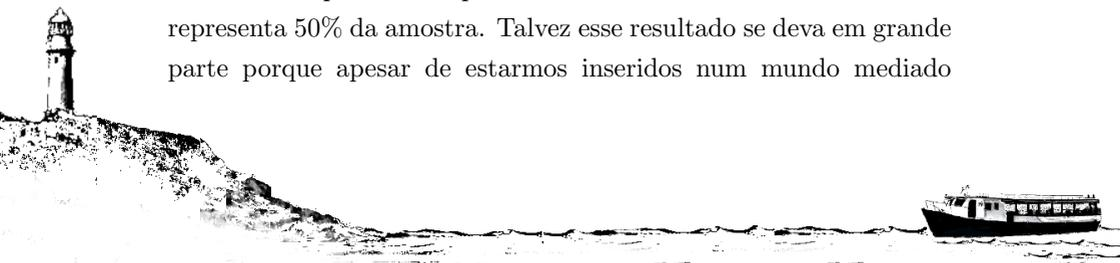 representa 50% da amostra. Talvez esse resultado se deva em grande
parte porque apesar de estarmos inseridos num mundo mediado